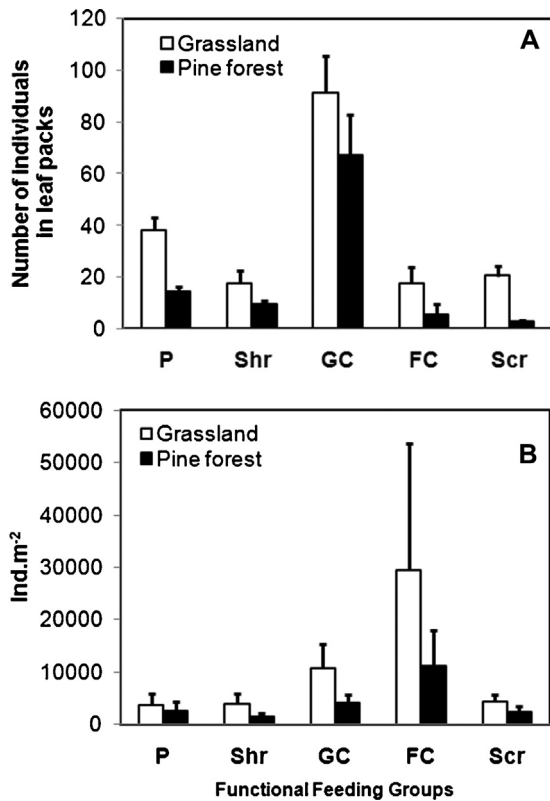 A
Grassland
Pine forest
Number of Individuals
in leaf packs
120
100
80
60
40
20
0
P Shr GC FC Scr
B
Grassland
Pine forest
Ind.m-2
60000
50000
40000
30000
20000
10000
0
P Shr GC FC Scr
Functional Feeding Groups